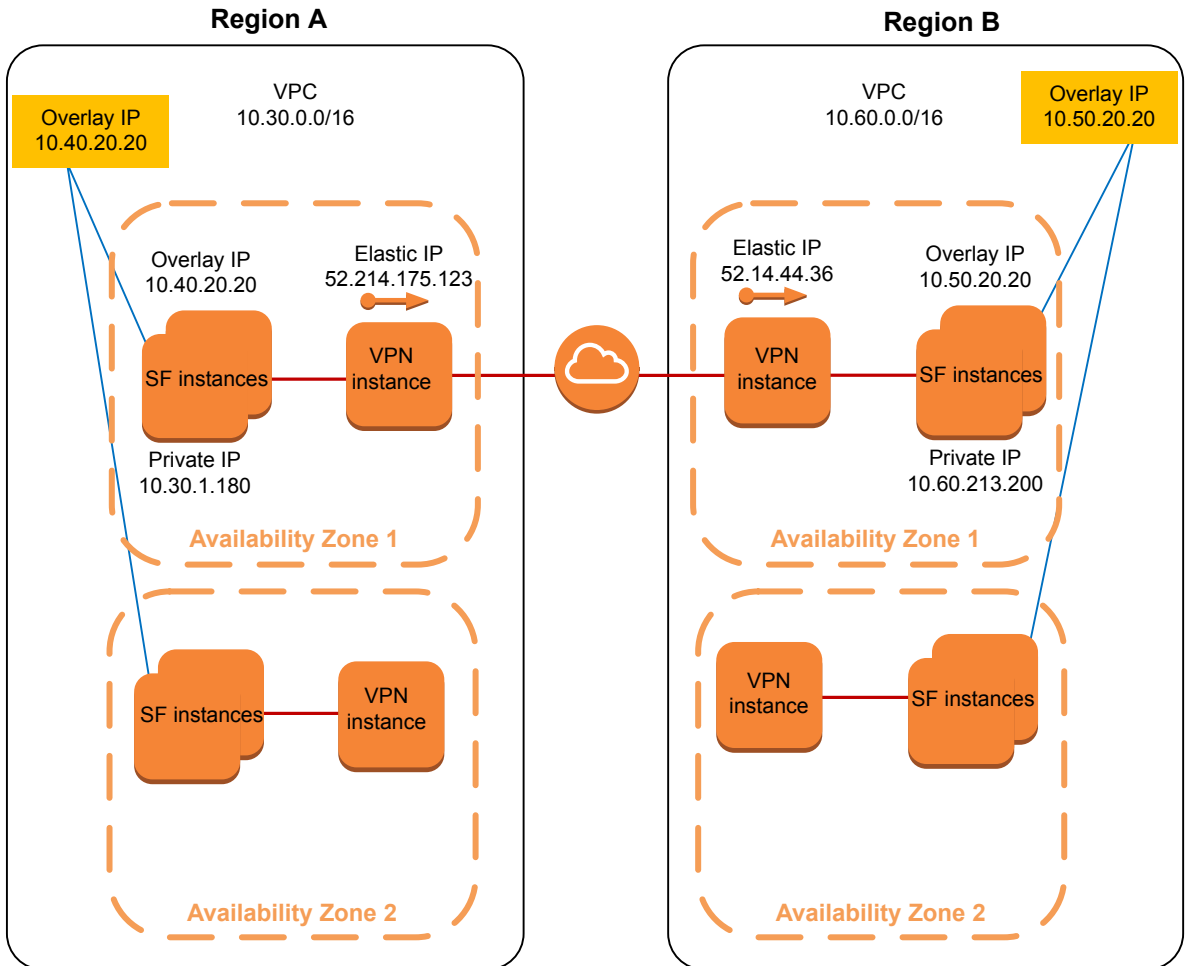 Region A
Region B
VPC
10.30.0.0/16
Overlay IP
10.40.20.20
VPC
10.60.0.0/16
Overlay IP
10.50.20.20
Overlay IP
10.40.20.20
Elastic IP
52.214.175.123
SF instances
VPN
instance
Private IP
10.30.1.180
Availability Zone 1
Elastic IP
52.14.44.36
Overlay IP
10.50.20.20
VPN
instance
SF instances
Private IP
10.60.213.200
Availability Zone 1
SF instances
VPN
instance
Availability Zone 2
VPN
instance
SF instances
Availability Zone 2